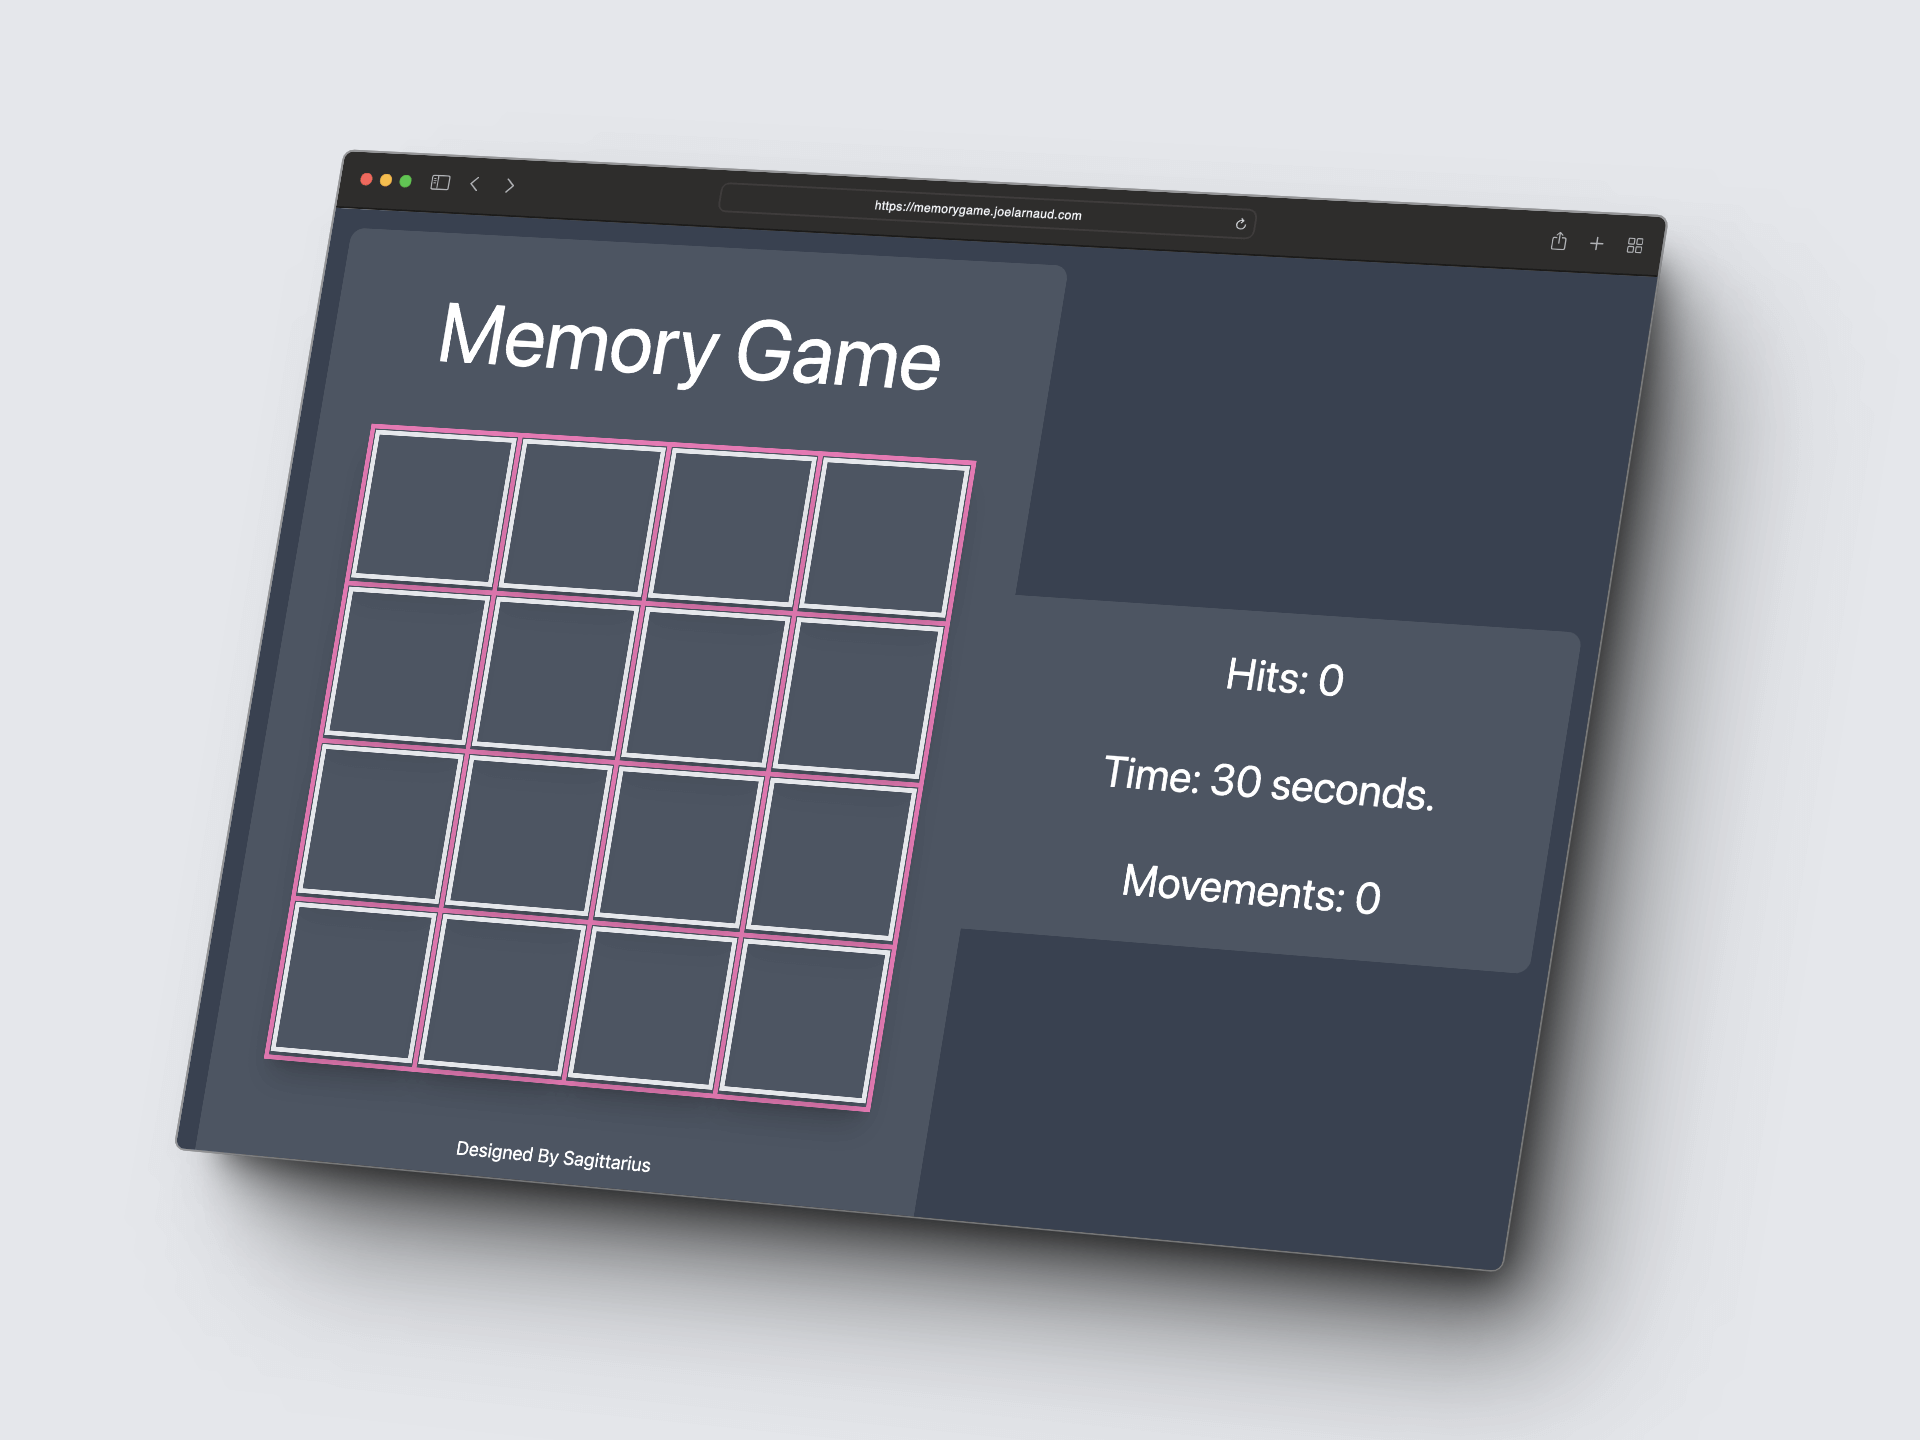 https://memorygame.joelarnaud.com
Memory Game
Hits: 0
Time: 30 seconds.
Movements: 0
Designed By Sagittarius